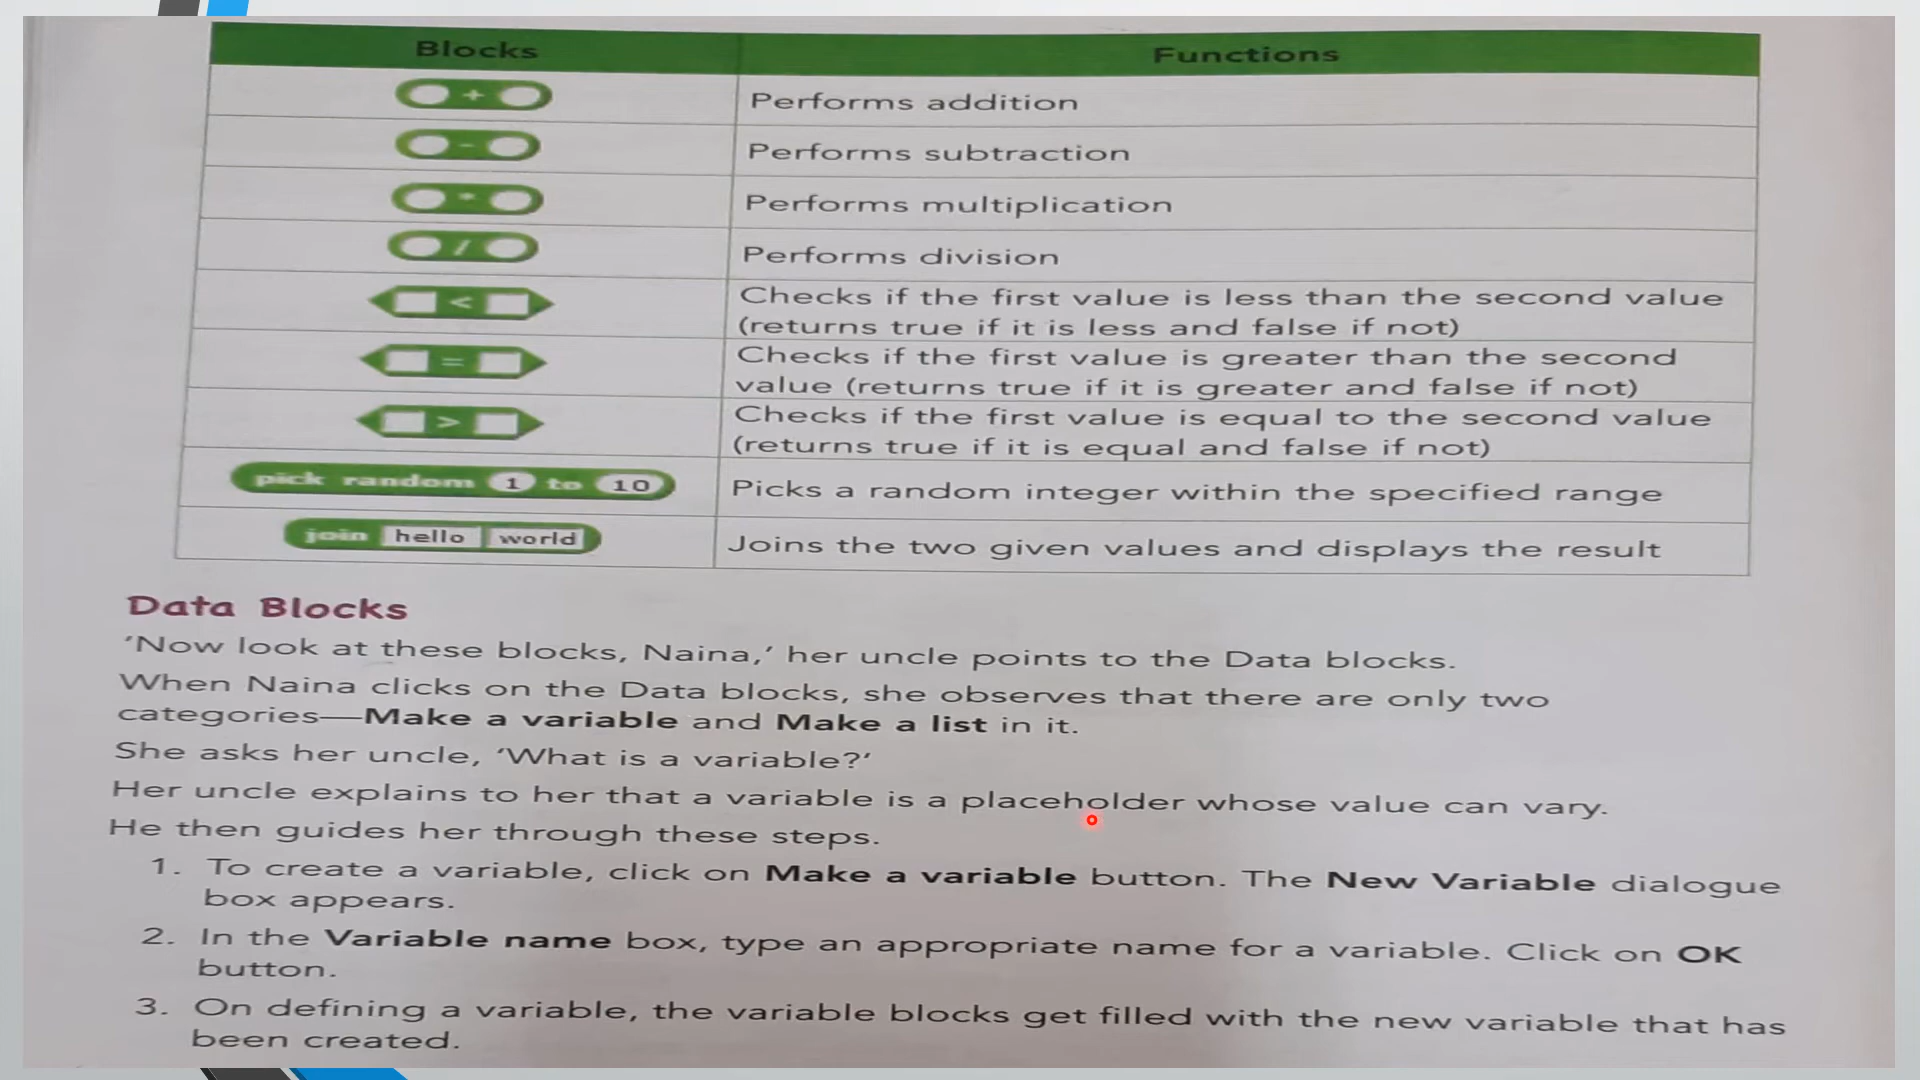 Blocks Functions
+ Performs addition
- Performs subtraction
* Performs multiplication
/ Performs division
< Checks if the first value is less than the second value
(returns true if it is less and false if not)
= Checks if the first value is greater than the second
value (returns true if it is greater and false if not)
> Checks if the first value is equal to the second value
(returns true if it is equal and false if not)
pick random 1 to 10 Picks a random integer within the specified range
join hello world Joins the two given values and displays the result
Data Blocks
‘Now look at these blocks, Naina,’ her uncle points to the Data blocks.
When Naina clicks on the Data blocks, she observes that there are only two
categories—Make a variable and Make a list in it.
She asks her uncle, ‘What is a variable?’
Her uncle explains to her that a variable is a placeholder whose value can vary.
He then guides her through these steps.
1. To create a variable, click on Make a variable button. The New Variable dialogue
box appears.
2. In the Variable name box, type an appropriate name for a variable. Click on OK
button.
3. On defining a variable, the variable blocks get filled with the new variable that has
been created.